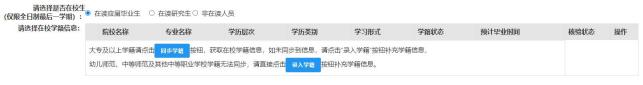 请选择是否在校生
(仅限全日制最后一学期)： 在读应届毕业生 在读研究生 非在读人员
请选择在校学籍信息：
院校名称 专业名称 学历层次 学历类别 学习形式 学籍状态 预计毕业时间 核验状态 操作
大专及以上学籍请点击 同步学籍 按钮，获取在校学籍信息，如未同步到信息，请点击“录入学籍”按钮补充学籍信息。
幼儿师范、中等师范及其他中等职业学校学籍无法同步，请直接点击 录入学籍 按钮补充学籍信息。